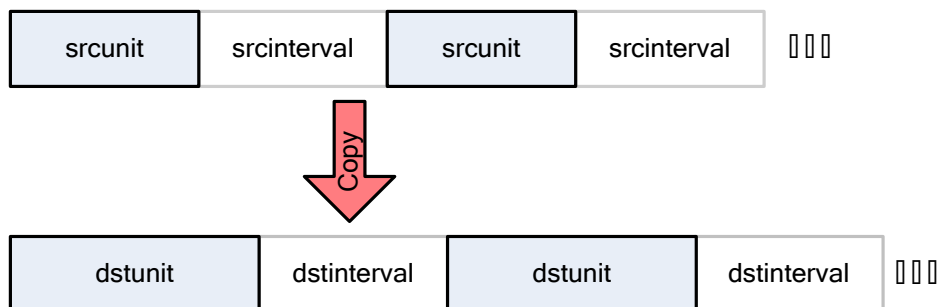 srcunit srcinterval srcunit srcinterval
Copy
dstunit dstinterval dstunit dstinterval